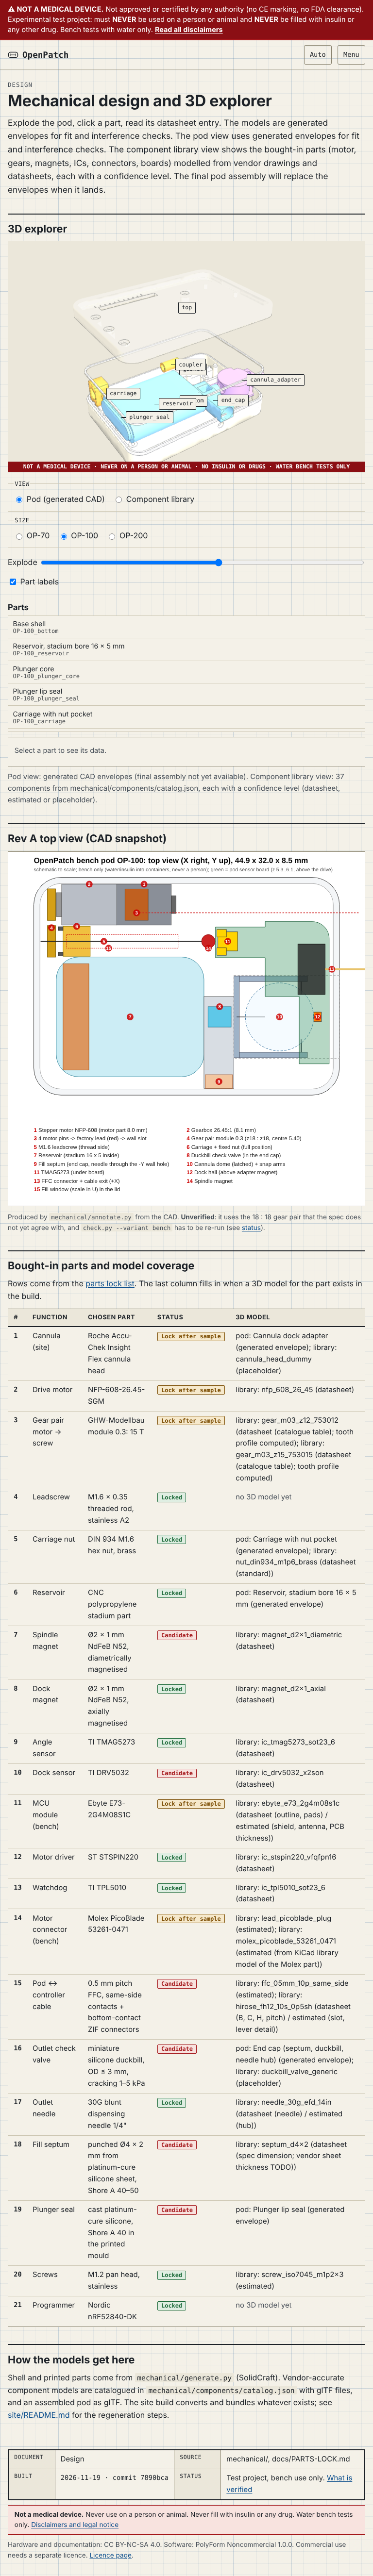 ⚠ NOT A MEDICAL DEVICE. Not approved or certified by any authority (no CE marking, no FDA clearance).
Experimental test project: must NEVER be used on a person or animal and NEVER be filled with insulin or
any other drug. Bench tests with water only. Read all disclaimers
OpenPatch
Auto
Menu
DESIGN
Mechanical design and 3D explorer
Explode the pod, click a part, read its datasheet entry. The models are generated
envelopes for fit and interference checks. The pod view uses generated envelopes for fit
and interference checks. The component library view shows the bought-in parts (motor,
gears, magnets, ICs, connectors, boards) modelled from vendor drawings and
datasheets, each with a confidence level. The final pod assembly will replace the
envelopes when it lands.
3D explorer
top
coupler
cannula_adapter
carriage
reservoir
end_cap
plunger_seal
NOT A MEDICAL DEVICE · NEVER ON A PERSON OR ANIMAL · NO INSULIN OR DRUGS · WATER BENCH TESTS ONLY
VIEW
Pod (generated CAD)
Component library
SIZE
OP-70
OP-100
OP-200
Explode
Part labels
Parts
Base shell
OP-100_bottom
Reservoir, stadium bore 16 × 5 mm
OP-100_reservoir
Plunger core
OP-100_plunger_core
Plunger lip seal
OP-100_plunger_seal
Carriage with nut pocket
OP-100_carriage
Select a part to see its data.
Pod view: generated CAD envelopes (final assembly not yet available). Component library view: 37
components from mechanical/components/catalog.json, each with a confidence level (datasheet,
estimated or placeholder).
Rev A top view (CAD snapshot)
OpenPatch bench pod OP-100: top view (X right, Y up), 44.9 x 32.0 x 8.5 mm
schematic to scale; bench only (water/insulin into containers, never a person); green = pod sensor board (z 5.3..6.1, above the drive)
1 Stepper motor NFP-608 (motor part 8.0 mm)
2 Gearbox 26.45:1 (8.1 mm)
3 4 motor pins -> factory lead (red) -> wall slot
4 Gear pair module 0.3 (z18 : z18, centre 5.40)
5 M1.6 leadscrew (thread side)
6 Carriage + fixed nut (full position)
7 Reservoir (stadium 16 x 5 inside)
8 Duckbill check valve (in the end cap)
9 Fill septum (end cap, needle through the -Y wall hole)
10 Cannula dome (latched) + snap arms
11 TMAG5273 (under board)
12 Dock hall (above adapter magnet)
13 FFC connector + cable exit (+X)
14 Spindle magnet
15 Fill window (scale in U) in the lid
Produced by mechanical/annotate.py from the CAD. Unverified: it uses the 18 : 18 gear pair that the spec does
not yet agree with, and check.py --variant bench has to be re-run (see status).
Bought-in parts and model coverage
Rows come from the parts lock list. The last column fills in when a 3D model for the part exists in
the build.
# FUNCTION CHOSEN PART STATUS 3D MODEL
1 Cannula (site) Roche Accu-Chek Insight Flex cannula head Lock after sample pod: Cannula dock adapter (generated envelope); library: cannula_head_dummy (placeholder)
2 Drive motor NFP-608-26.45-SGM Lock after sample library: nfp_608_26_45 (datasheet)
3 Gear pair motor → screw GHW-Modellbau module 0.3: 15 T Lock after sample library: gear_m03_z12_753012 (datasheet (catalogue table); tooth profile computed); library: gear_m03_z15_753015 (datasheet (catalogue table); tooth profile computed)
4 Leadscrew M1.6 × 0.35 threaded rod, stainless A2 Locked no 3D model yet
5 Carriage nut DIN 934 M1.6 hex nut, brass Locked pod: Carriage with nut pocket (generated envelope); library: nut_din934_m1p6_brass (datasheet (standard))
6 Reservoir CNC polypropylene stadium part Locked pod: Reservoir, stadium bore 16 × 5 mm (generated envelope)
7 Spindle magnet Ø2 × 1 mm NdFeB N52, diametrically magnetised Candidate library: magnet_d2×1_diametric (datasheet)
8 Dock magnet Ø2 × 1 mm NdFeB N52, axially magnetised Locked library: magnet_d2×1_axial (datasheet)
9 Angle sensor TI TMAG5273 Locked library: ic_tmag5273_sot23_6 (datasheet)
10 Dock sensor TI DRV5032 Candidate library: ic_drv5032_x2son (datasheet)
11 MCU module (bench) Ebyte E73-2G4M08S1C Lock after sample library: ebyte_e73_2g4m08s1c (datasheet (outline, pads) / estimated (shield, antenna, PCB thickness))
12 Motor driver ST STSPIN220 Locked library: ic_stspin220_vfqfpn16 (datasheet)
13 Watchdog TI TPL5010 Locked library: ic_tpl5010_sot23_6 (datasheet)
14 Motor connector (bench) Molex PicoBlade 53261-0471 Lock after sample library: lead_picoblade_plug (estimated); library: molex_picoblade_53261_0471 (estimated (from KiCad library model of the Molex part))
15 Pod ↔ controller cable 0.5 mm pitch FFC, same-side contacts + bottom-contact ZIF connectors Candidate library: ffc_05mm_10p_same_side (estimated); library: hirose_fh12_10s_0p5sh (datasheet (B, C, H, pitch) / estimated (slot, lever detail))
16 Outlet check valve miniature silicone duckbill, OD ≤ 3 mm, cracking 1–5 kPa Candidate pod: End cap (septum, duckbill, needle hub) (generated envelope); library: duckbill_valve_generic (placeholder)
17 Outlet needle 30G blunt dispensing needle 1/4" Locked library: needle_30g_efd_14in (datasheet (needle) / estimated (hub))
18 Fill septum punched Ø4 × 2 mm from platinum-cure silicone sheet, Shore A 40–50 Candidate library: septum_d4×2 (datasheet (spec dimension; vendor sheet thickness TODO))
19 Plunger seal cast platinum-cure silicone, Shore A 40 in the printed mould Candidate pod: Plunger lip seal (generated envelope)
20 Screws M1.2 pan head, stainless Locked library: screw_iso7045_m1p2×3 (estimated)
21 Programmer Nordic nRF52840-DK Locked no 3D model yet
How the models get here
Shell and printed parts come from mechanical/generate.py (SolidCraft). Vendor-accurate
component models are catalogued in mechanical/components/catalog.json with glTF files,
and an assembled pod as glTF. The site build converts and bundles whatever exists; see
site/README.md for the regeneration steps.
DOCUMENT Design SOURCE mechanical/, docs/PARTS-LOCK.md
BUILT 2026-11-19 · commit 7890bca STATUS Test project, bench use only. What is verified
Not a medical device. Never use on a person or animal. Never fill with insulin or any drug. Water bench tests
only. Disclaimers and legal notice
Hardware and documentation: CC BY-NC-SA 4.0. Software: PolyForm Noncommercial 1.0.0. Commercial use
needs a separate licence. Licence page.